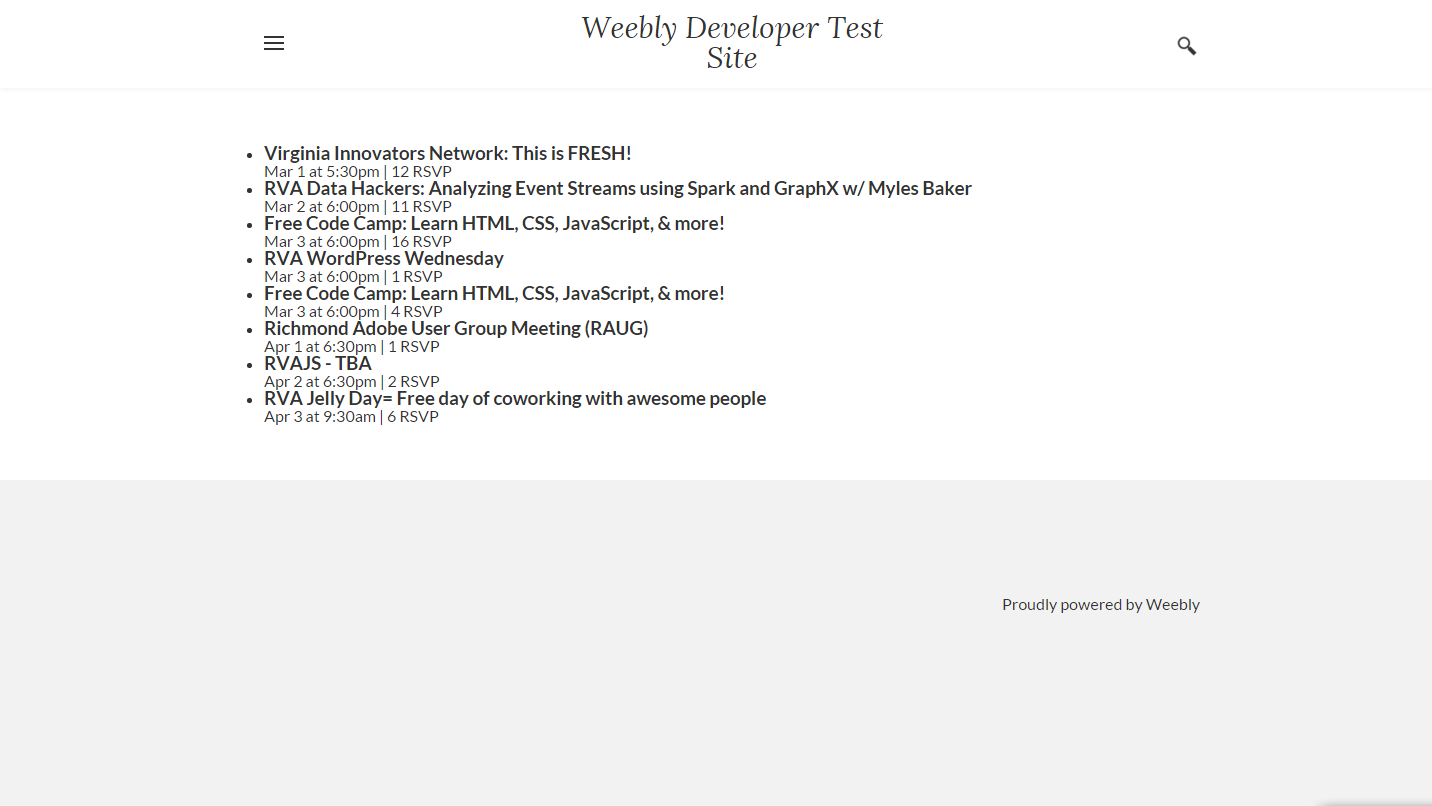 Weebly Developer Test
Site
Virginia Innovators Network: This is FRESH!
Mar 1 at 5:30pm | 12 RSVP
RVA Data Hackers: Analyzing Event Streams using Spark and GraphX w/ Myles Baker
Mar 2 at 6:00pm | 11 RSVP
Free Code Camp: Learn HTML, CSS, JavaScript, & more!
Mar 3 at 6:00pm | 16 RSVP
RVA WordPress Wednesday
Mar 3 at 6:00pm | 1 RSVP
Free Code Camp: Learn HTML, CSS, JavaScript, & more!
Mar 3 at 6:00pm | 4 RSVP
Richmond Adobe User Group Meeting (RAUG)
Apr 1 at 6:30pm | 1 RSVP
RVAJS - TBA
Apr 2 at 6:30pm | 2 RSVP
RVA Jelly Day= Free day of coworking with awesome people
Apr 3 at 9:30am | 6 RSVP
Proudly powered by Weebly